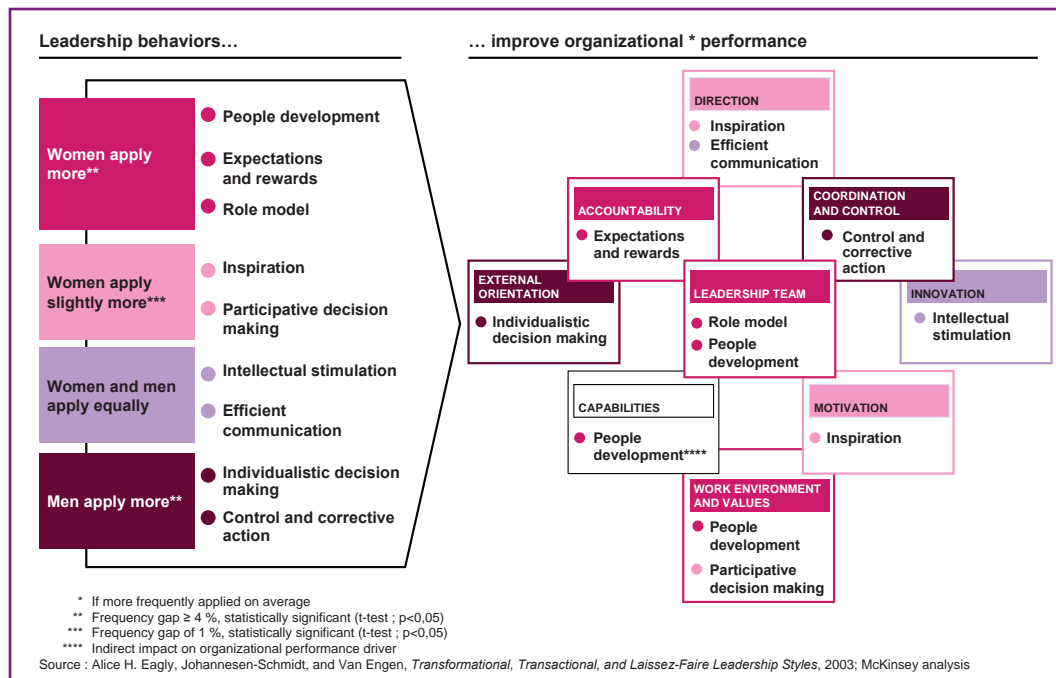 Leadership behaviors…
Women apply
more**
People development
Expectations
and rewards
Role model
Women apply
slightly more***
Inspiration
Participative decision
making
Women and men
apply equally
Intellectual stimulation
Efficient
communication
Men apply more**
Individualistic decision
making
Control and corrective
action
… improve organizational * performance
DIRECTION
Inspiration
Efficient
communication
ACCOUNTABILITY
Expectations
and rewards
COORDINATION
AND CONTROL
Control and
corrective
action
EXTERNAL
ORIENTATION
Individualistic
decision making
LEADERSHIP TEAM
Role model
People
development
INNOVATION
Intellectual
stimulation
CAPABILITIES
People
development****
MOTIVATION
Inspiration
WORK ENVIRONMENT
AND VALUES
People
development
Participative
decision making
* If more frequently applied on average
** Frequency gap ≥ 4 %, statistically significant (t-test ; p<0,05)
*** Frequency gap of 1 %, statistically significant (t-test ; p<0,05)
**** Indirect impact on organizational performance driver
Source : Alice H. Eagly, Johannesen-Schmidt, and Van Engen, Transformational, Transactional, and Laissez-Faire Leadership Styles, 2003; McKinsey analysis